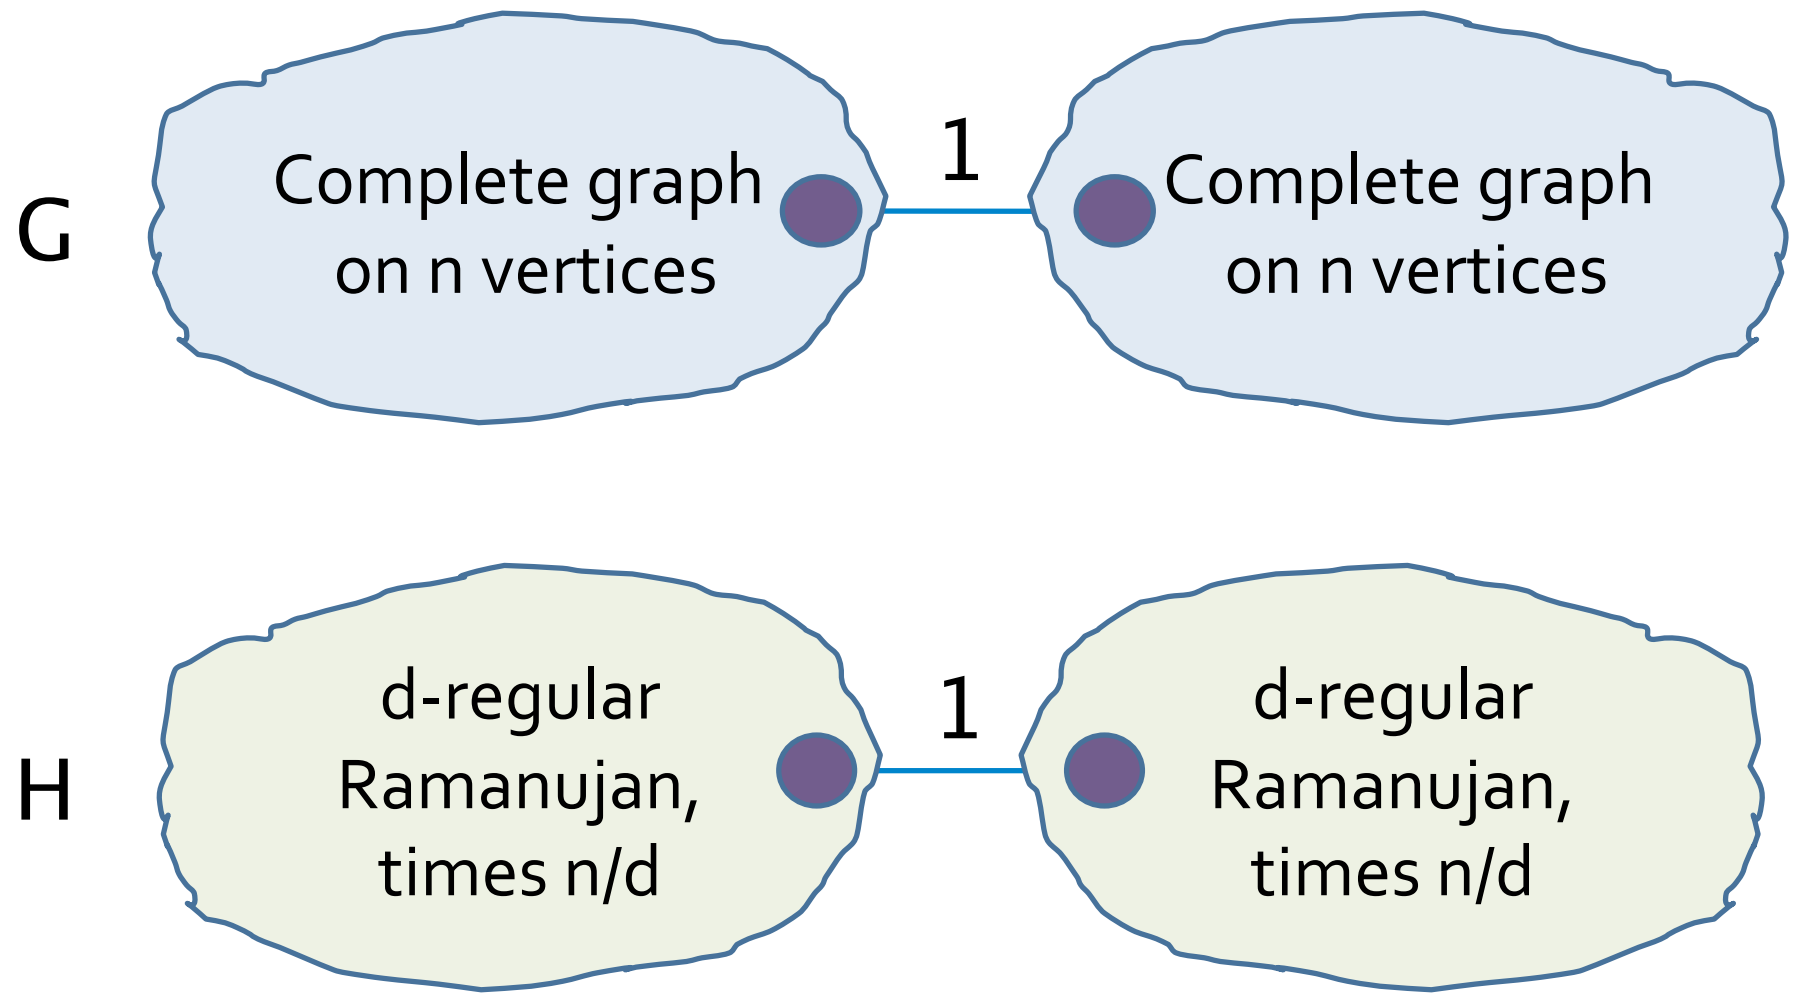 G
Complete graph
on n vertices
1
Complete graph
on n vertices
H
d-regular
Ramanujan,
times n/d
1
d-regular
Ramanujan,
times n/d